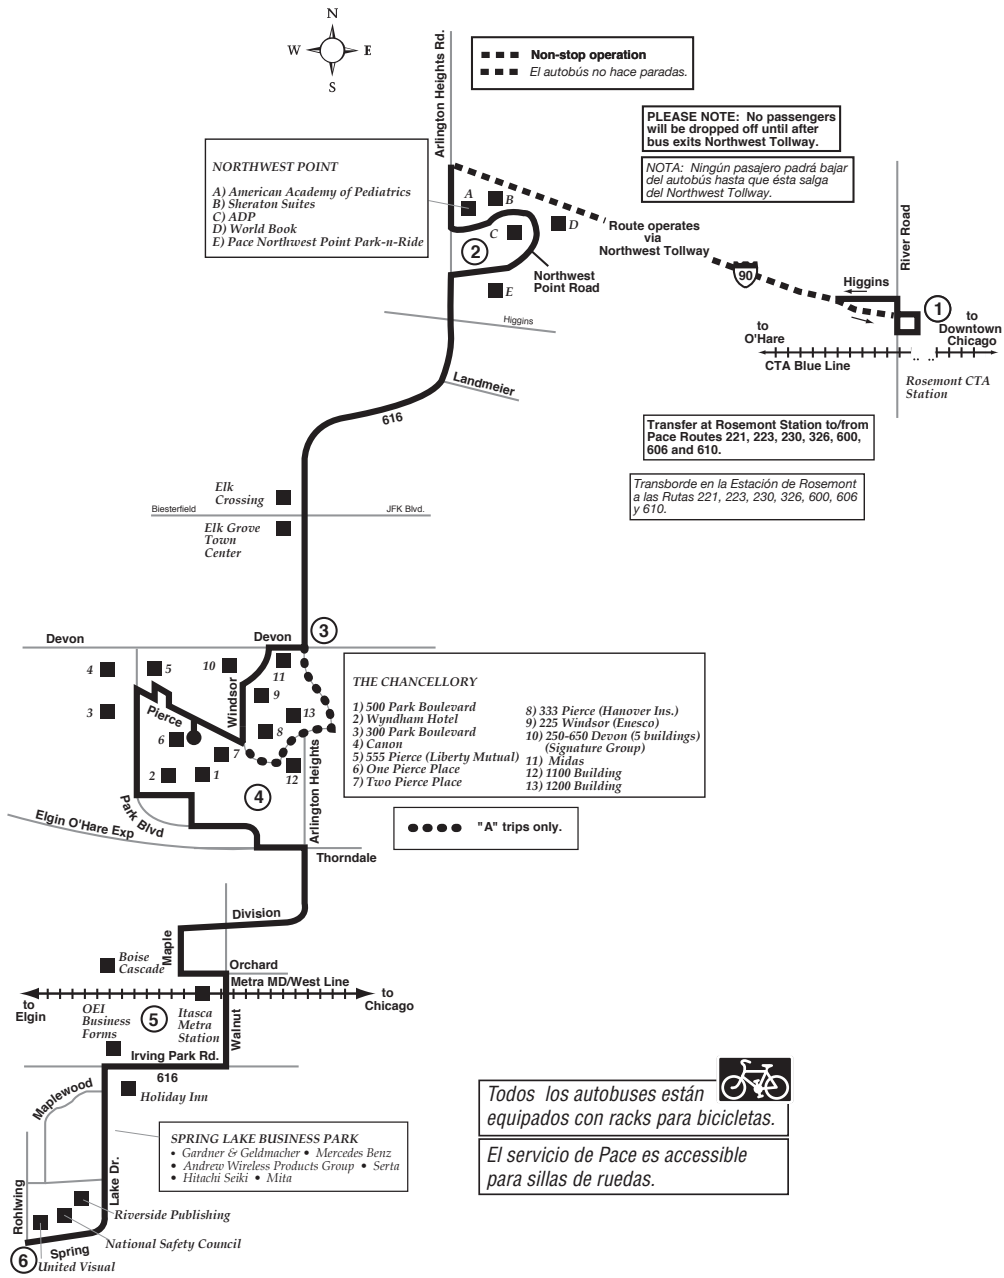 N
W E
S
Arlington Heights Rd.
Non-stop operation
El autobús no hace paradas.
PLEASE NOTE: No passengers
will be dropped off until after
bus exits Northwest Tollway.
NOTA: Ningún pasajero padrá bajar
del autobús hasta que ésta salga
del Northwest Tollway.
NORTHWEST POINT
A) American Academy of Pediatrics
B) Sheraton Suites
C) ADP
D) World Book
E) Pace Northwest Point Park-n-Ride
A
B
C
D
E
2
Northwest
Point Road
Route operates
via
Northwest Tollway
90
River Road
Higgins
1
to
Downtown
Chicago
to
O'Hare
CTA Blue Line
Rosemont CTA
Station
Higgins
Landmeier
616
Transfer at Rosemont Station to/from
Pace Routes 221, 223, 230, 326, 600,
606 and 610.
Transborde en la Estación de Rosemont
a las Rutas 221, 223, 230, 326, 600, 606
y 610.
Elk
Crossing
Biesterfield
JFK Blvd.
Elk Grove
Town
Center
Devon
Devon
3
4
5
10
11
3
Pierce
Windsor
9
13
8
6
7
2
1
12
4
Arlington Heights
Park Blvd
Elgin O'Hare Exp
Thorndale
THE CHANCELLORY
1) 500 Park Boulevard
2) Wyndham Hotel
3) 300 Park Boulevard
4) Canon
5) 555 Pierce (Liberty Mutual)
6) One Pierce Place
7) Two Pierce Place
8) 333 Pierce (Hanover Ins.)
9) 225 Windsor (Enesco)
10) 250-650 Devon (5 buildings)
(Signature Group)
11) Midas
12) 1100 Building
13) 1200 Building
"A" trips only.
Division
Maple
Boise
Cascade
Orchard
Metra MD/West Line
to
Elgin
to
Chicago
OEI
Business
Forms
5
Itasca
Metra
Station
Walnut
Irving Park Rd.
616
Maplewood
Holiday Inn
SPRING LAKE BUSINESS PARK
• Gardner & Geldmacher • Mercedes Benz
• Andrew Wireless Products Group • Serta
• Hitachi Seiki • Mita
Lake Dr.
Rohlwing
Riverside Publishing
National Safety Council
Spring
6
United Visual
Todos los autobuses están
equipados con racks para bicicletas.
El servicio de Pace es accessible
para sillas de ruedas.